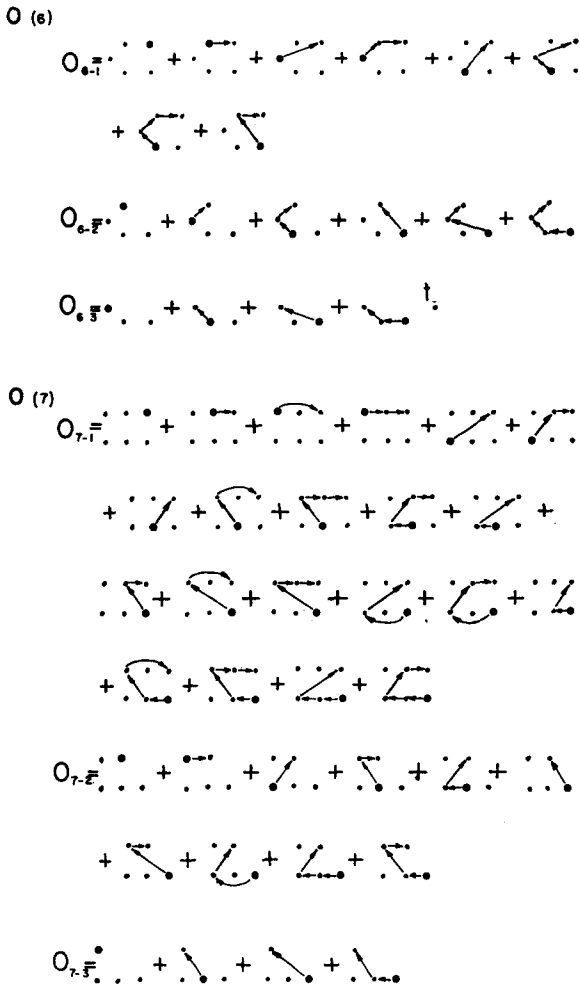 O (6)
O6-1= + + + + +
+ +
O6-2= + + + + +
O6-3= + + +
O (7)
O7-1= + + + + +
+ + + + + +
+ + + + +
+ + + +
O7-2= + + + + +
+ + + +
O7-3= + + +